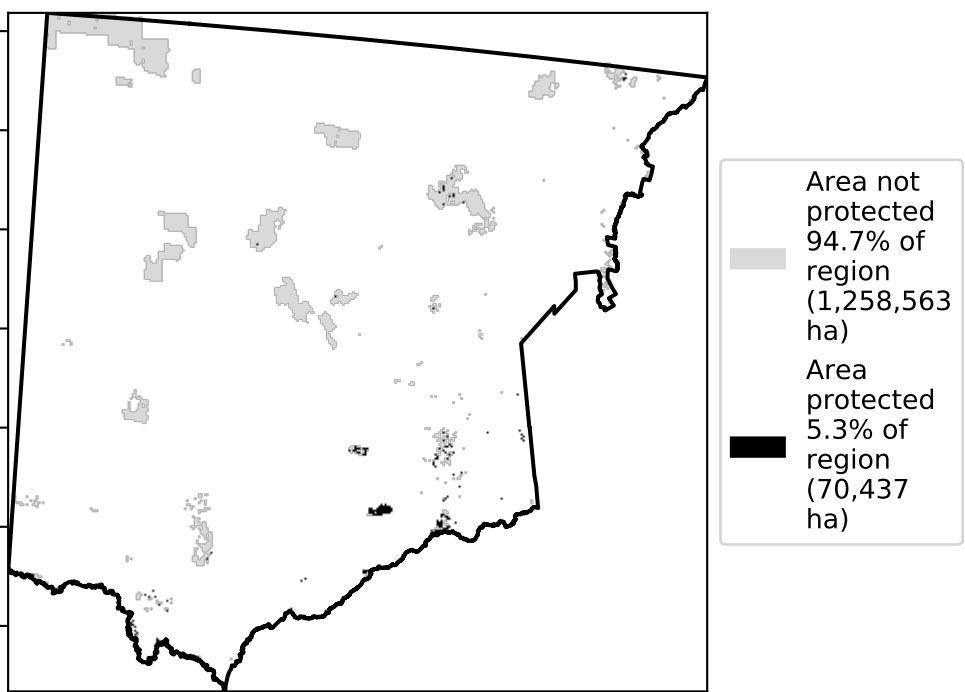 Area not
protected
94.7% of
region
(1,258,563
ha)
Area
protected
5.3% of
region
(70,437
ha)